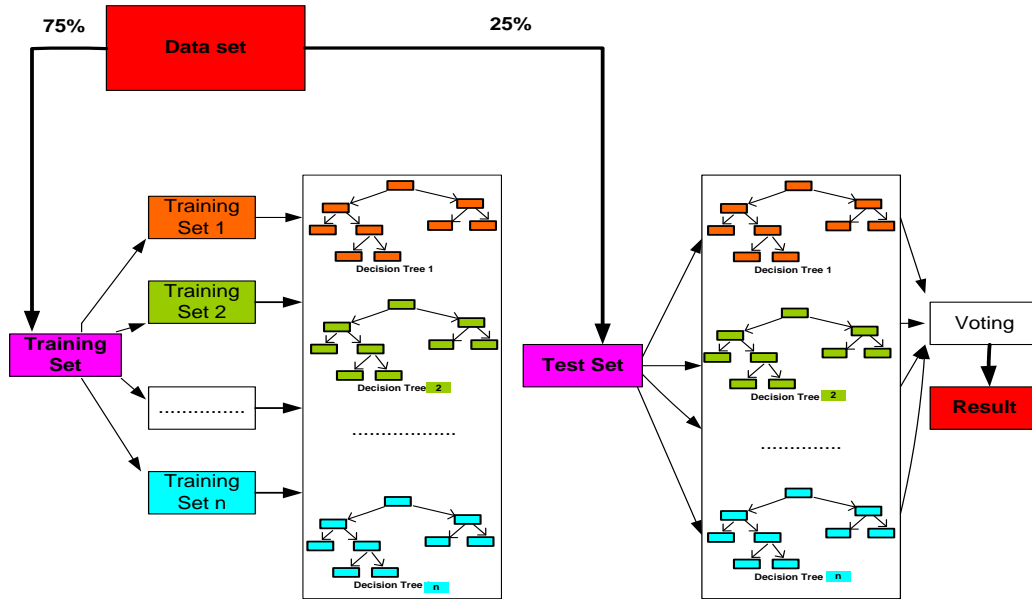 75%
Data set
25%
Training
Set 1
Training
Set 2
Training
Set
................
Training
Set n
Decision Tree 1
Decision Tree 2
...................
Decision Tree n
Test Set
Decision Tree 1
Decision Tree 2
...................
Decision Tree n
Voting
Result